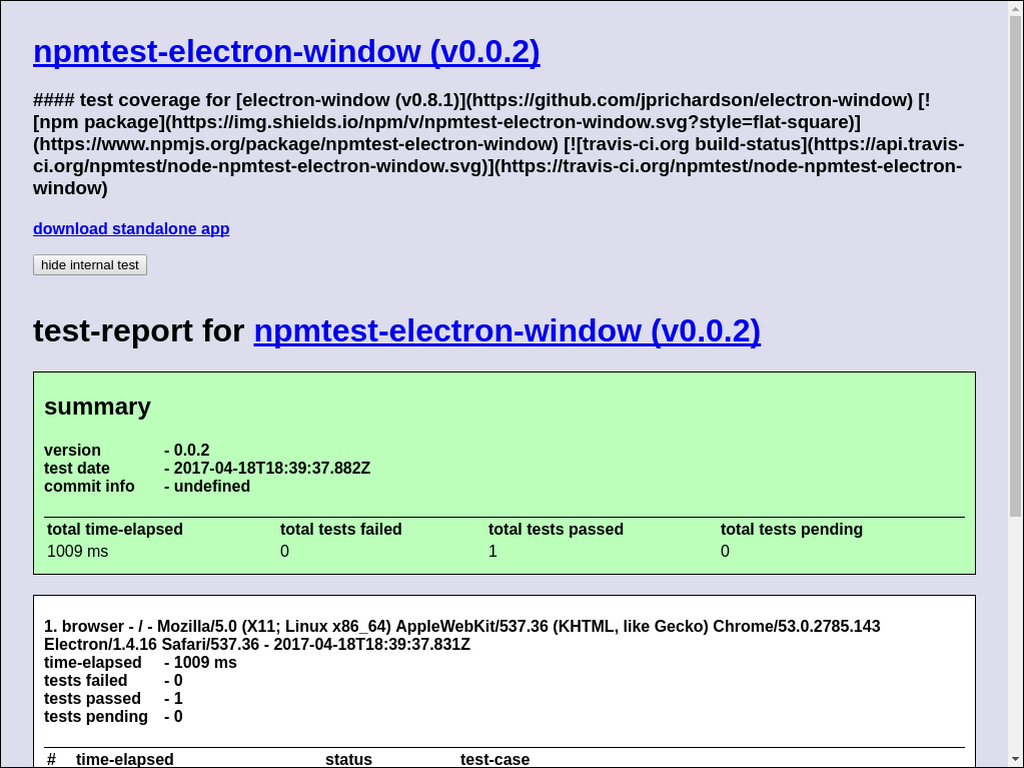 npmtest-electron-window (v0.0.2)
#### test coverage for [electron-window (v0.8.1)](https://github.com/jprichardson/electron-window) [!
[npm package](https://img.shields.io/npm/v/npmtest-electron-window.svg?style=flat-square)]
(https://www.npmjs.org/package/npmtest-electron-window) [![travis-ci.org build-status](https://api.travis-
ci.org/npmtest/node-npmtest-electron-window.svg)](https://travis-ci.org/npmtest/node-npmtest-electron-
window)
download standalone app
hide internal test
test-report for npmtest-electron-window (v0.0.2)
summary
version - 0.0.2
test date - 2017-04-18T18:39:37.882Z
commit info - undefined
total time-elapsed total tests failed total tests passed total tests pending
1009 ms 0 1 0
1. browser - / - Mozilla/5.0 (X11; Linux x86_64) AppleWebKit/537.36 (KHTML, like Gecko) Chrome/53.0.2785.143
Electron/1.4.16 Safari/537.36 - 2017-04-18T18:39:37.831Z
time-elapsed - 1009 ms
tests failed - 0
tests passed - 1
tests pending - 0
# time-elapsed status test-case